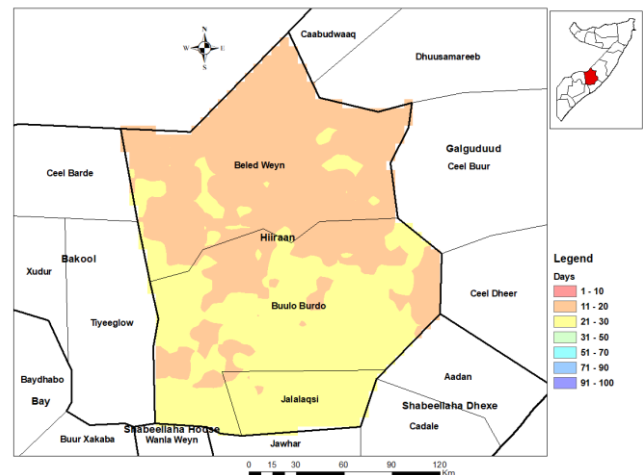 N
W
E
S
Caabudwaaq
Dhuusamareeb
Galguduud
Ceel Buur
Beled Weyn
Ceel Barde
Hiiraan
Bakool
Xudur
Buulo Burdo
Ceel Dheer
Tiyeeglow
Baydhabo
Bay
Aadan
Jalalaqsi
Shabeellaha Dhexe
Cadale
Shabeellaha Hoose
Buur Xakaba
Wanla Weyn
Jawhar
Legend
Days
1 - 10
11 - 20
21 - 30
31 - 50
51 - 70
71 - 90
91 - 100
0 15 30 60 90 120
Km